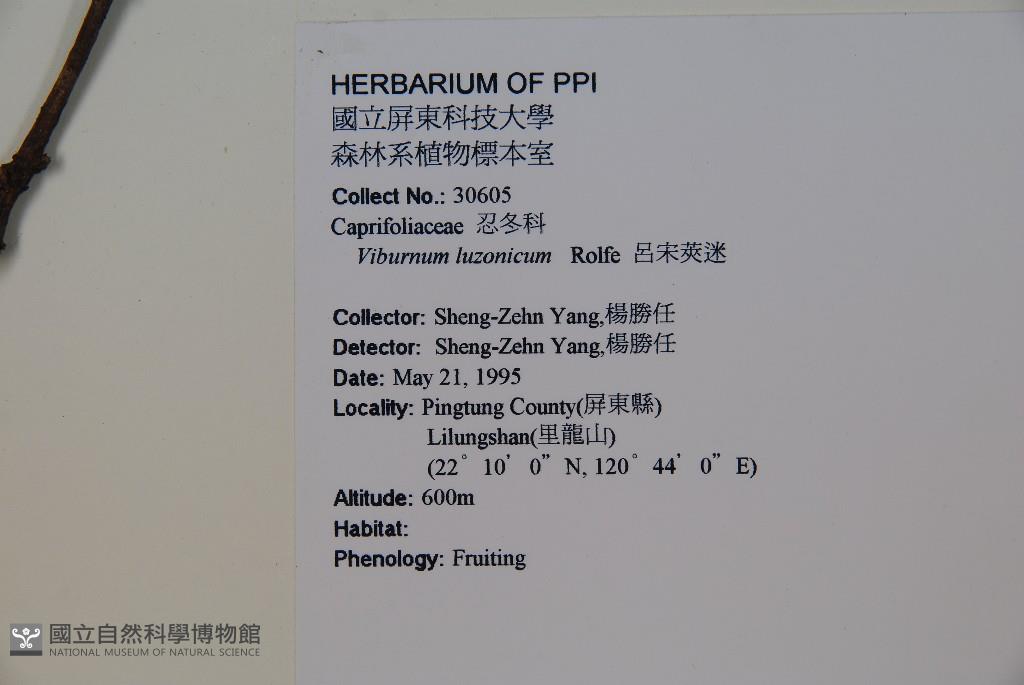 HERBARIUM OF PPI
國立屏東科技大學
森林系植物標本室
Collect No.: 30605
Caprifoliaceae 忍冬科
Viburnum luzonicum Rolfe 呂宋莢迷
Collector: Sheng-Zehn Yang,楊勝任
Detector: Sheng-Zehn Yang,楊勝任
Date: May 21, 1995
Locality: Pingtung County(屏東縣)
Lilungshan(里龍山)
(22° 10' 0" N, 120° 44' 0" E)
Altitude: 600m
Habitat:
Phenology: Fruiting
國立自然科學博物館
NATIONAL MUSEUM OF NATURAL SCIENCE